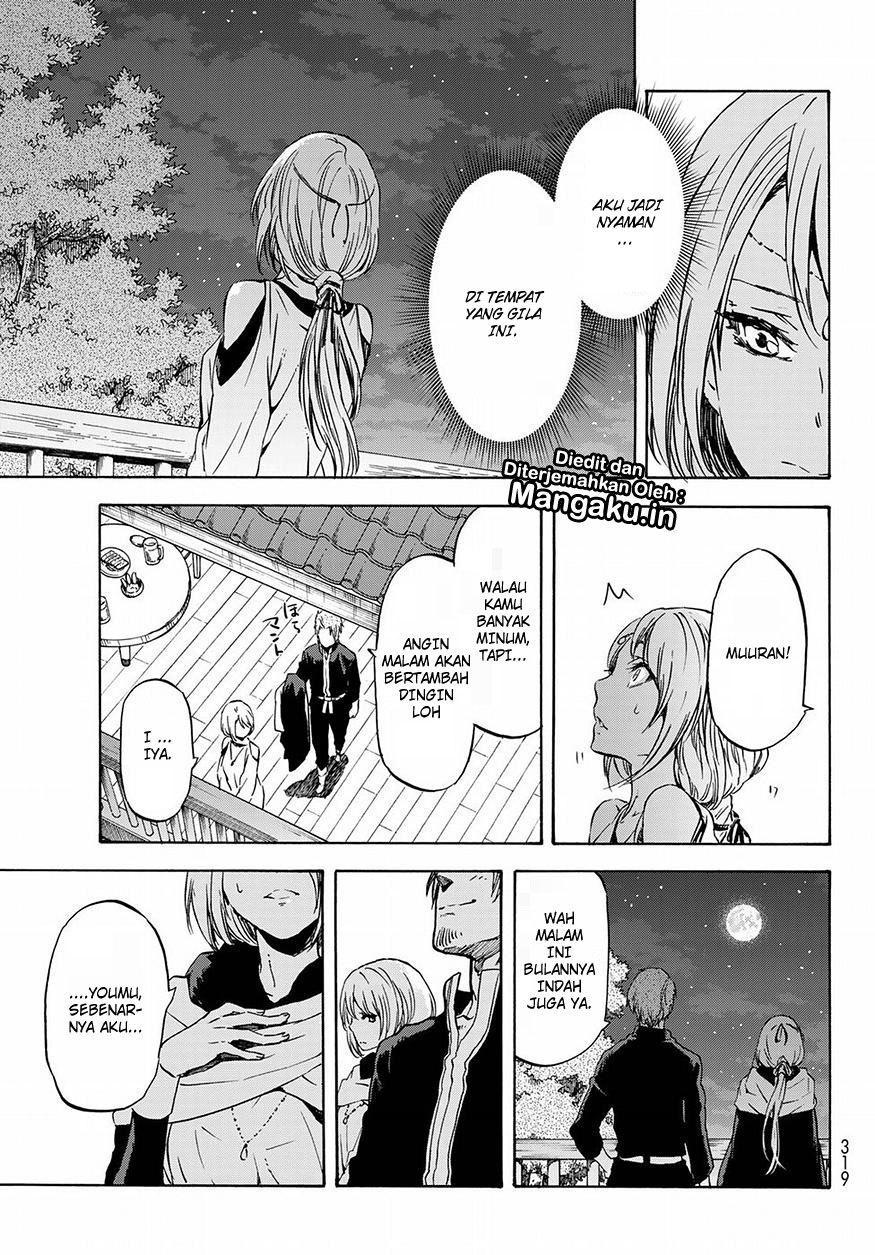 AKU JADI
NYAMAN
...
DI TEMPAT
YANG GILA
INI.
Diedit dan
Diterjemahkan Oleh :
Mangaku.in
MUURAN!
WALAU
KAMU
BANYAK
MINUM,
TAPI...
ANGIN
MALAM AKAN
BERTAMBAH
DINGIN
LOH
I ...
IYA.
WAH
MALAM
INI
BULANNYA
INDAH
JUGA YA.
....YOUMU,
SEBENAR-
NYA AKU...
319